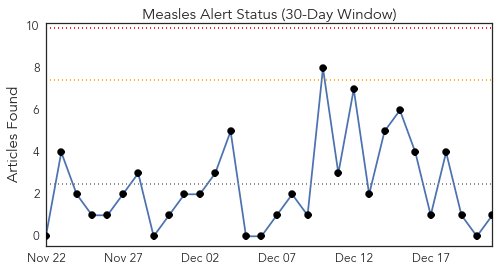 Measles Alert Status (30-Day Window)
Articles Found
10
8
6
4
2
0
Nov 22 Nov 27 Dec 02 Dec 07 Dec 12 Dec 17